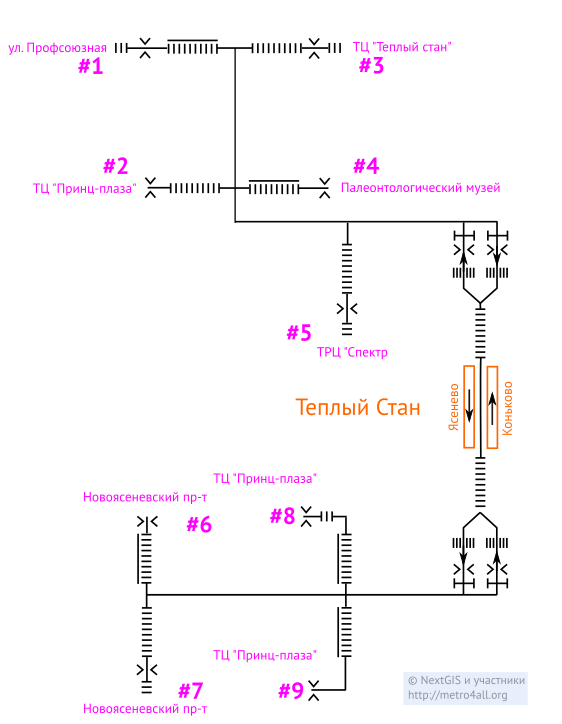 ул. Профсоюзная
#1
ТЦ "Теплый стан"
#3
#2
ТЦ "Принц-плаза"
#4
Палеонтологический музей
#5
ТРЦ "Спектр
Теплый Стан
Ясенево
Коньково
ТЦ "Принц-плаза"
Новоясеневский пр-т
#8
#6
ТЦ "Принц-плаза"
#7
#9
Новоясеневский пр-т
© NextGIS и участники
http://metro4all.org